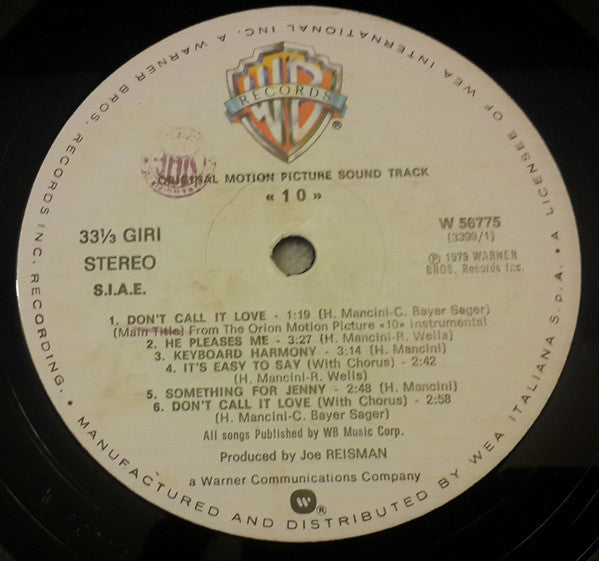 WB
RECORDS
®
ORIGINAL MOTION PICTURE SOUND TRACK
«10»
33⅓ GIRI
STEREO
S.I.A.E.
W 56775
(3399/1)
℗ 1979 WARNER
BROS. Records Inc.
1. DON'T CALL IT LOVE - 1:19 (H. Mancini-C. Bayer Sager)
(Main Title) From The Orion Motion Picture «10» instrumental
2. HE PLEASES ME - 3:27 (H. Mancini-R. Wells)
3. KEYBOARD HARMONY - 3:14 (H. Mancini)
4. IT'S EASY TO SAY (With Chorus) - 2:42
(H. Mancini-R. Wells)
5. SOMETHING FOR JENNY - 2:48 (H. Mancini)
6. DON'T CALL IT LOVE (With Chorus) - 2:58
(H. Mancini-C. Bayer Sager)
All songs Published by WB Music Corp.
Produced by Joe REISMAN
a Warner Communications Company
®
• MANUFACTURED AND DISTRIBUTED BY WEA ITALIANA S.p.A. • A LICENSEE OF WEA INTERNATIONAL INC. A WARNER BROS. RECORDS INC. RECORDING.